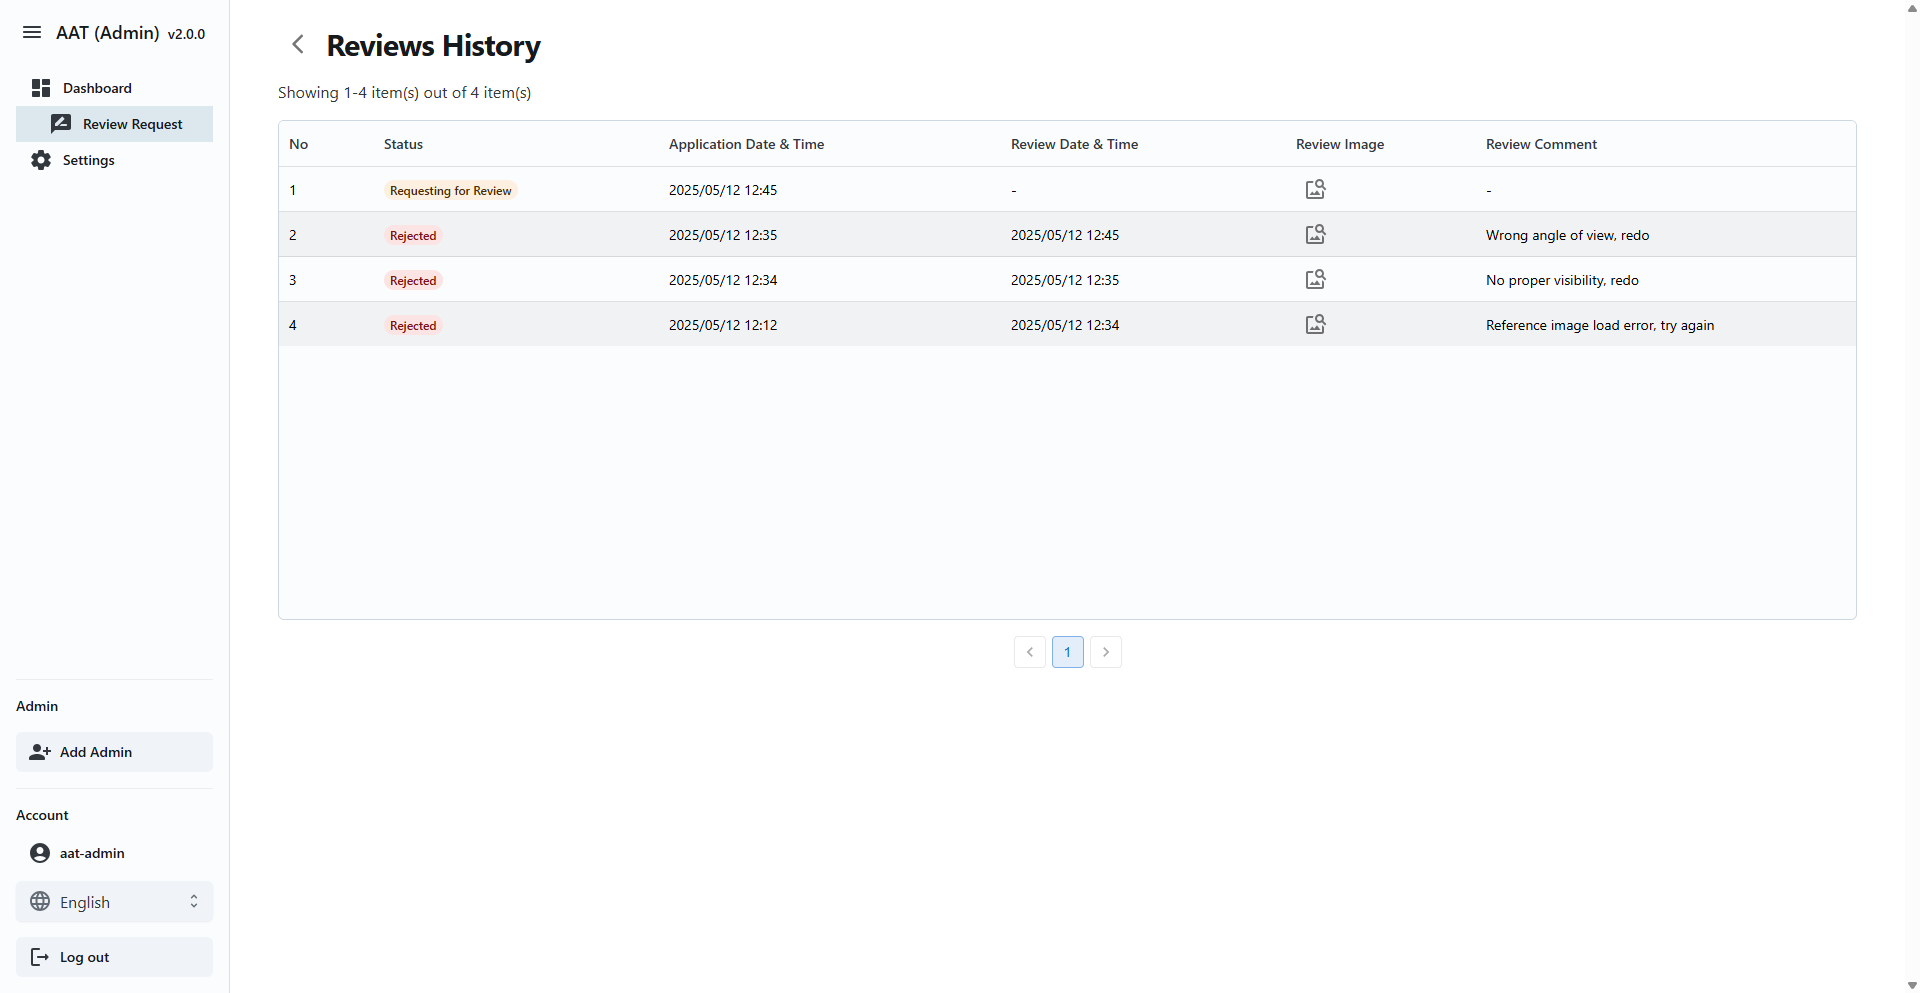 AAT (Admin) v2.0.0
Dashboard
Review Request
Settings
Admin
Add Admin
Account
aat-admin
English
Log out
Reviews History
Showing 1-4 item(s) out of 4 item(s)
No Status Application Date & Time Review Date & Time Review Image Review Comment
1 Requesting for Review 2025/05/12 12:45 - -
2 Rejected 2025/05/12 12:35 2025/05/12 12:45 Wrong angle of view, redo
3 Rejected 2025/05/12 12:34 2025/05/12 12:35 No proper visibility, redo
4 Rejected 2025/05/12 12:12 2025/05/12 12:34 Reference image load error, try again
1